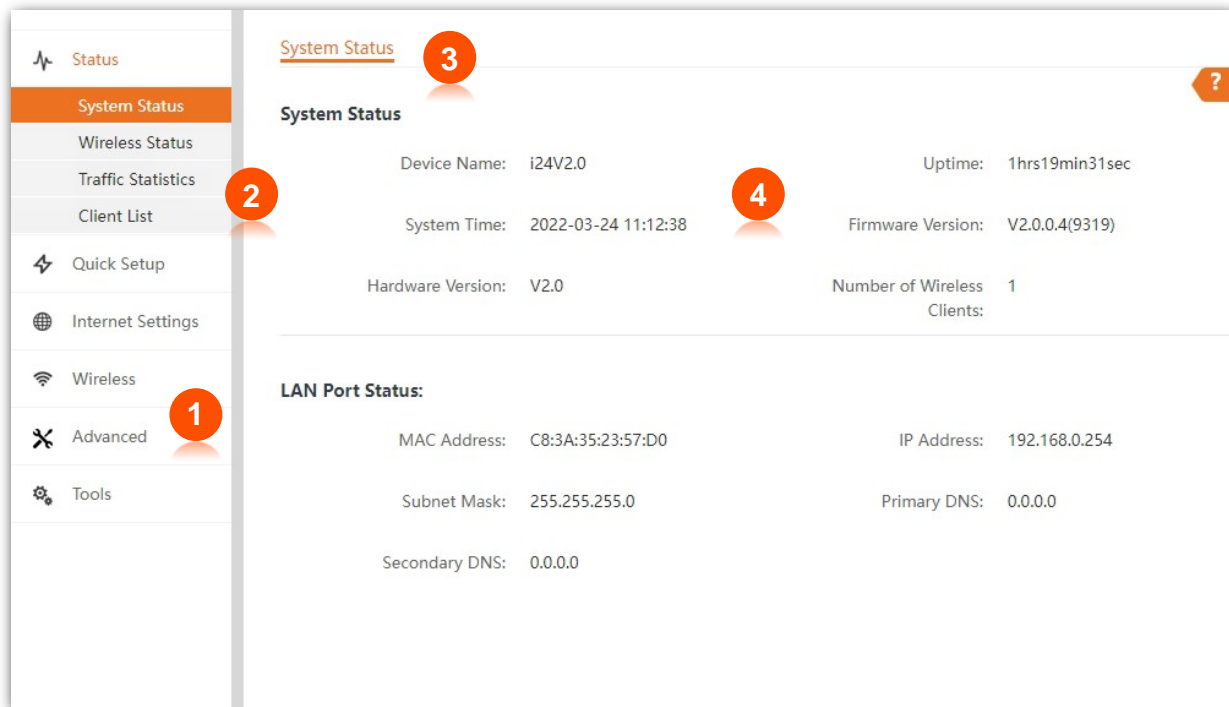 Status
System Status
Wireless Status
Traffic Statistics
Client List
Quick Setup
Internet Settings
Wireless
Advanced
Tools
1
2
System Status
3
?
System Status
Device Name: i24V2.0
Uptime: 1hrs19min31sec
4
System Time: 2022-03-24 11:12:38
Firmware Version: V2.0.0.4(9319)
Hardware Version: V2.0
Number of Wireless 1
Clients:
LAN Port Status:
MAC Address: C8:3A:35:23:57:D0
IP Address: 192.168.0.254
Subnet Mask: 255.255.255.0
Primary DNS: 0.0.0.0
Secondary DNS: 0.0.0.0